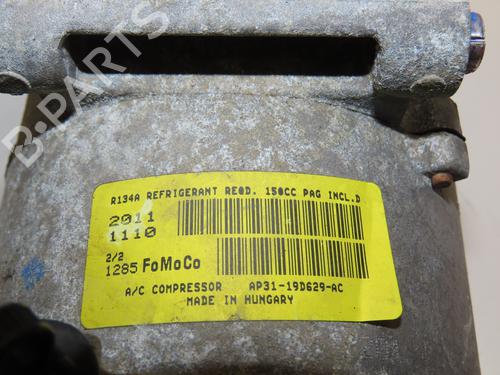 B-PARTS
R134A REFRIGERANT REQD. 150CC PAG INCL.D
2011
1110
2/2
1285 FoMoCo
A/C COMPRESSOR AP31-19D629-AC
MADE IN HUNGARY